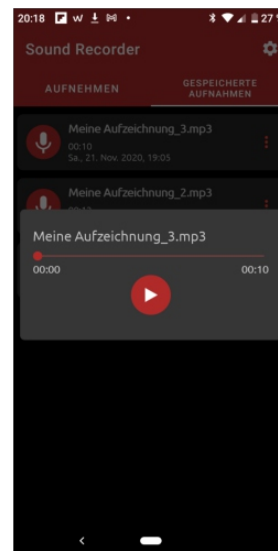 20:18
27
Sound Recorder
AUFNEHMEN
GESPEICHERTE
AUFNAHMEN
Meine Aufzeichnung_3.mp3
00:10
Sa., 21. Nov. 2020, 19:05
Meine Aufzeichnung_2.mp3
Meine Aufzeichnung_3.mp3
00:00 00:10